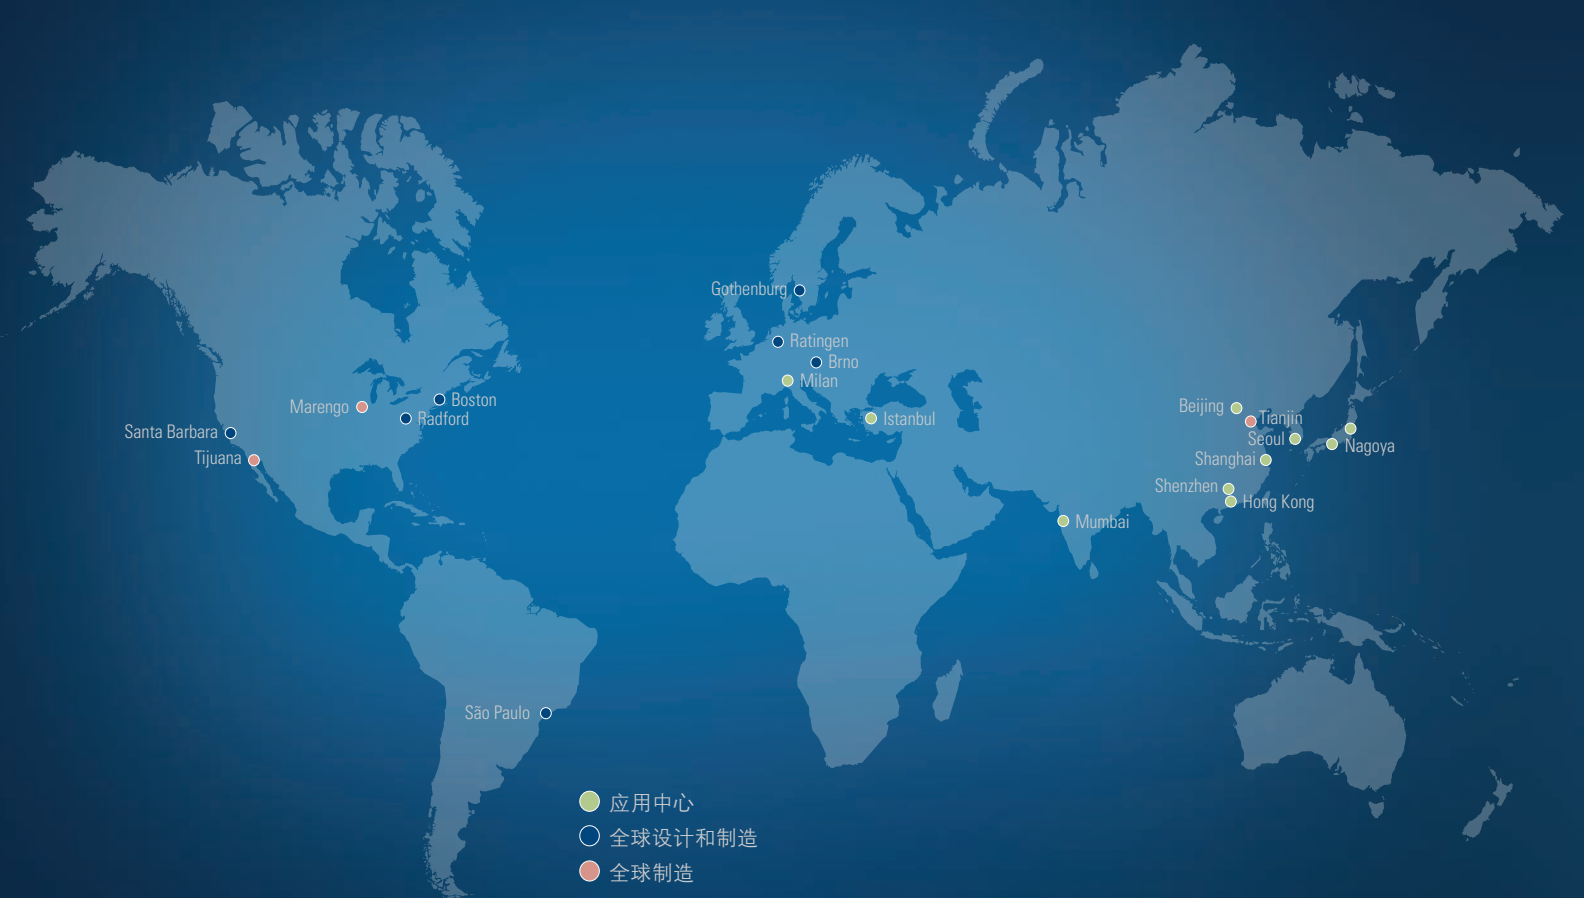 Gothenburg
Ratingen
Brno
Milan
Istanbul
Boston
Marengo
Radford
Santa Barbara
Tijuana
Beijing
Tianjin
Seoul
Nagoya
Shanghai
Shenzhen
Hong Kong
Mumbai
São Paulo
应用中心
全球设计和制造
全球制造